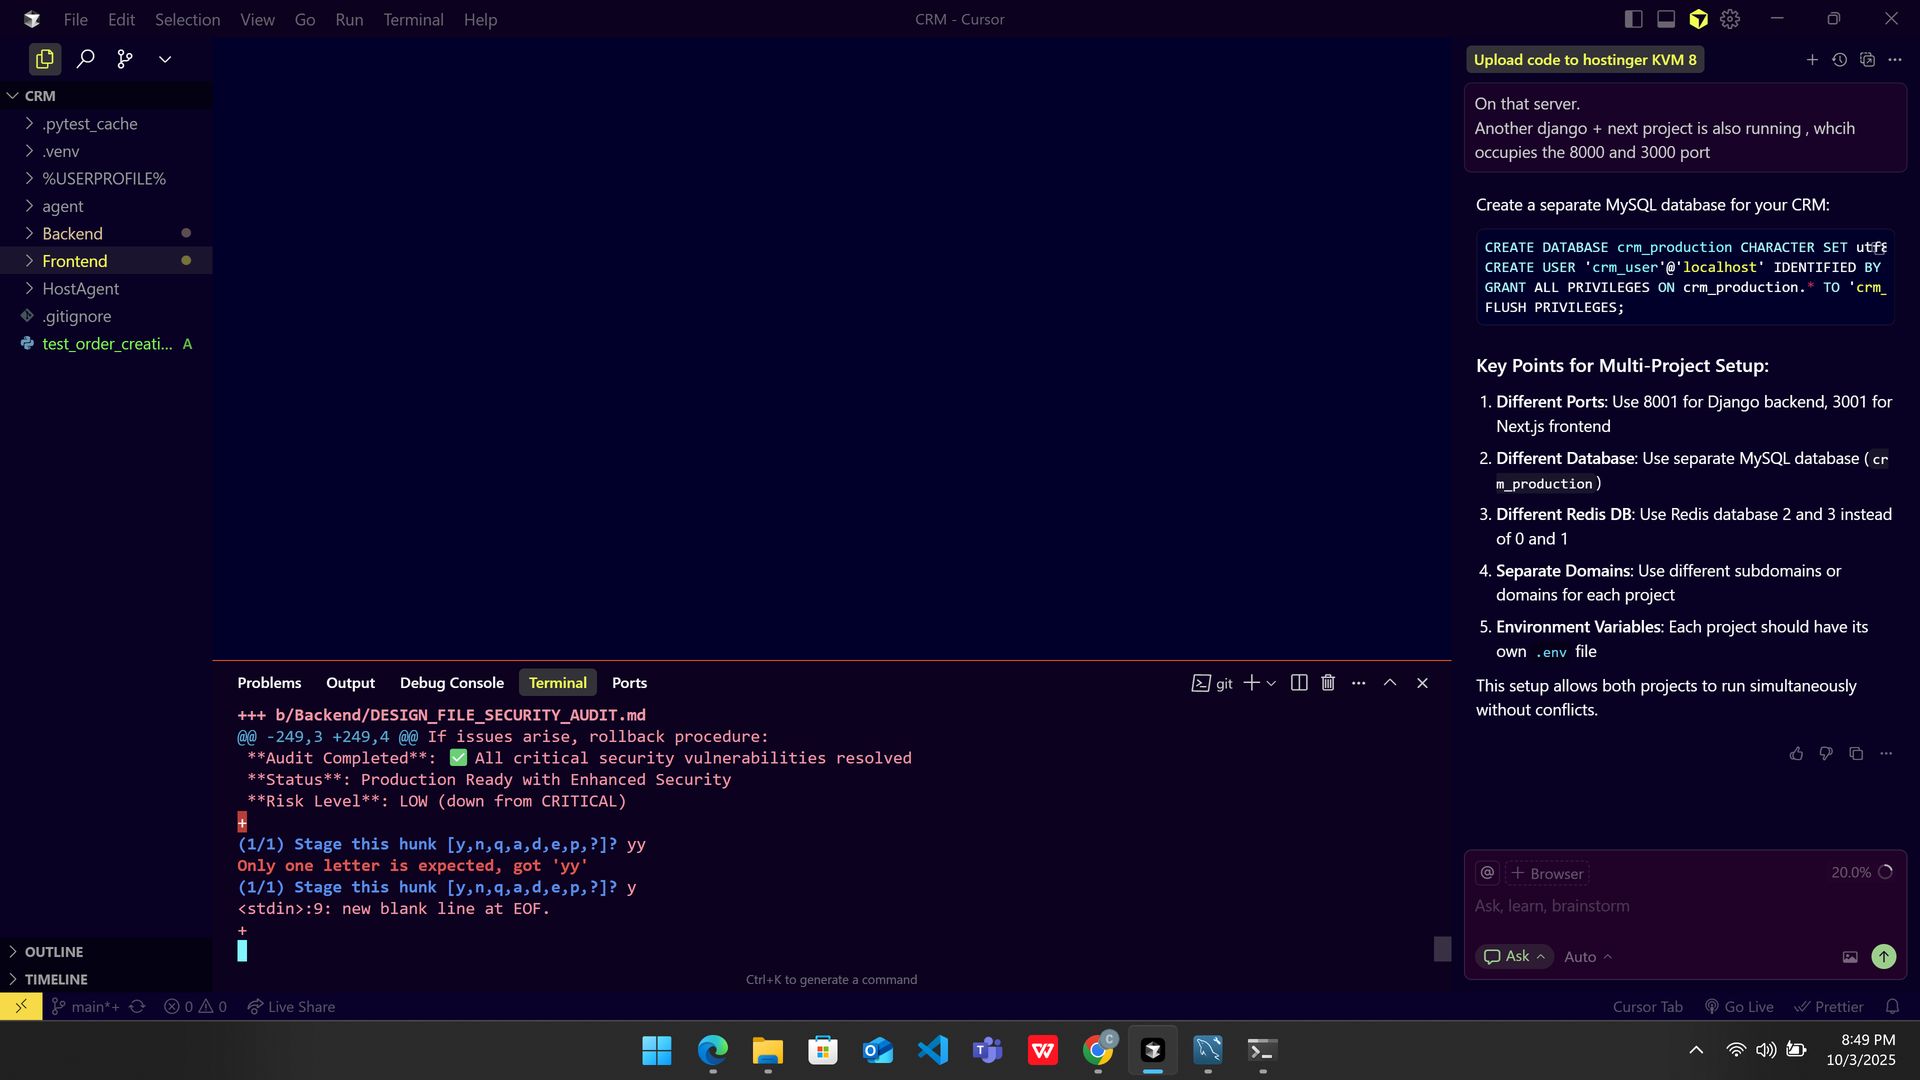 File Edit Selection View Go Run Terminal Help
CRM - Cursor
CRM
.pytest_cache
.venv
%USERPROFILE%
agent
Backend
Frontend
HostAgent
.gitignore
test_order_creati... A
OUTLINE
TIMELINE
Problems Output Debug Console Terminal Ports
git
+++ b/Backend/DESIGN_FILE_SECURITY_AUDIT.md
@@ -249,3 +249,4 @@ If issues arise, rollback procedure:
**Audit Completed**: ✅ All critical security vulnerabilities resolved
**Status**: Production Ready with Enhanced Security
**Risk Level**: LOW (down from CRITICAL)
+
(1/1) Stage this hunk [y,n,q,a,d,e,p,?]? yy
Only one letter is expected, got 'yy'
(1/1) Stage this hunk [y,n,q,a,d,e,p,?]? y
<stdin>:9: new blank line at EOF.
+
Ctrl+K to generate a command
Upload code to hostinger KVM 8
On that server.
Another django + next project is also running , whcih
occupies the 8000 and 3000 port
Create a separate MySQL database for your CRM:
CREATE DATABASE crm_production CHARACTER SET utf8
CREATE USER 'crm_user'@'localhost' IDENTIFIED BY
GRANT ALL PRIVILEGES ON crm_production.* TO 'crm_
FLUSH PRIVILEGES;
Key Points for Multi-Project Setup:
1. Different Ports: Use 8001 for Django backend, 3001 for
Next.js frontend
2. Different Database: Use separate MySQL database (cr
m_production)
3. Different Redis DB: Use Redis database 2 and 3 instead
of 0 and 1
4. Separate Domains: Use different subdomains or
domains for each project
5. Environment Variables: Each project should have its
own .env file
This setup allows both projects to run simultaneously
without conflicts.
@ + Browser 20.0%
Ask, learn, brainstorm
Ask Auto
main*+ 0 0 Live Share
Cursor Tab Go Live Prettier
8:49 PM
10/3/2025